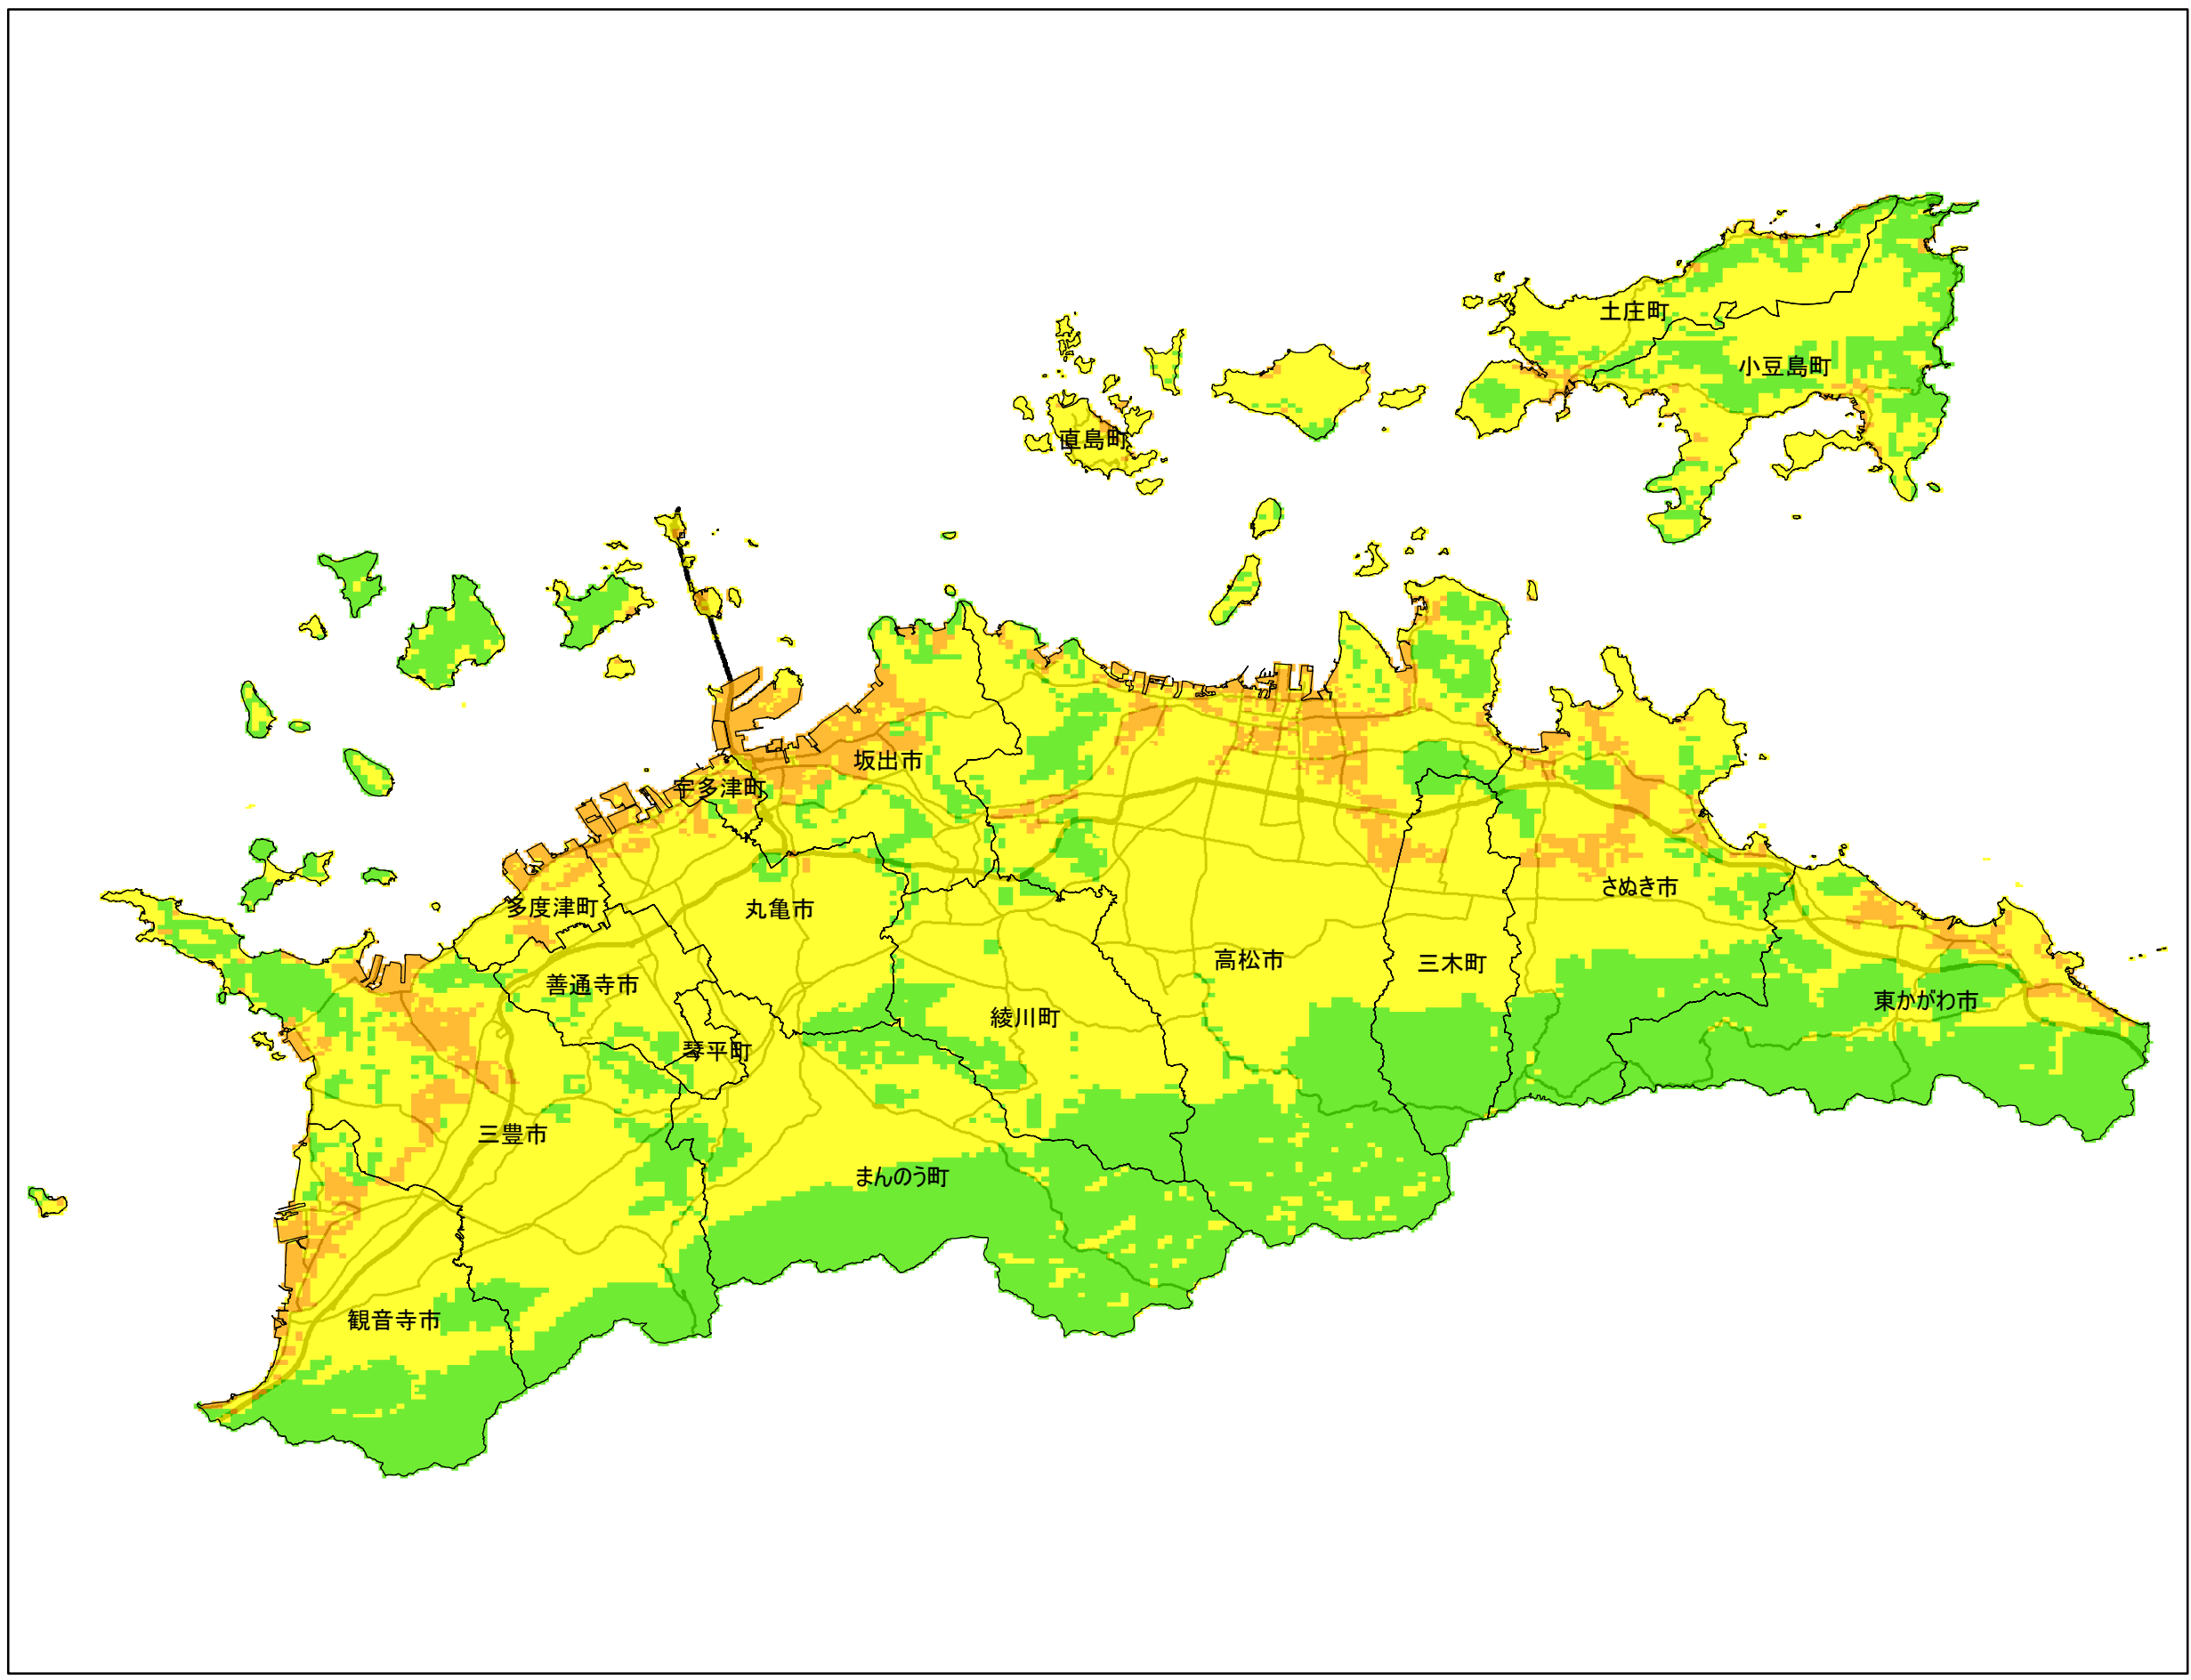 土庄町
小豆島町
直島町
坂出市
宇多津町
さぬき市
多度津町
丸亀市
高松市
三木町
善通寺市
東かがわ市
綾川町
琴平町
三豊市
まんのう町
観音寺市